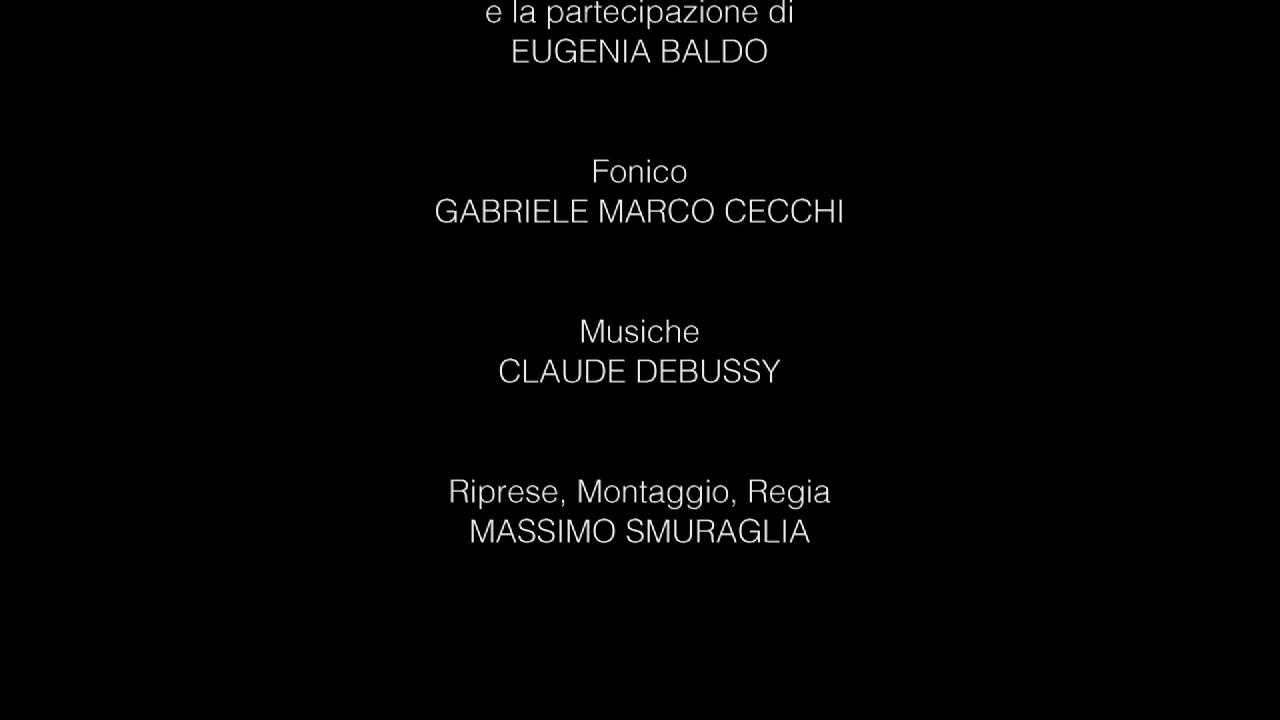 e la partecipazione di
EUGENIA BALDO
Fonico
GABRIELE MARCO CECCHI
Musiche
CLAUDE DEBUSSY
Riprese, Montaggio, Regia
MASSIMO SMURAGLIA